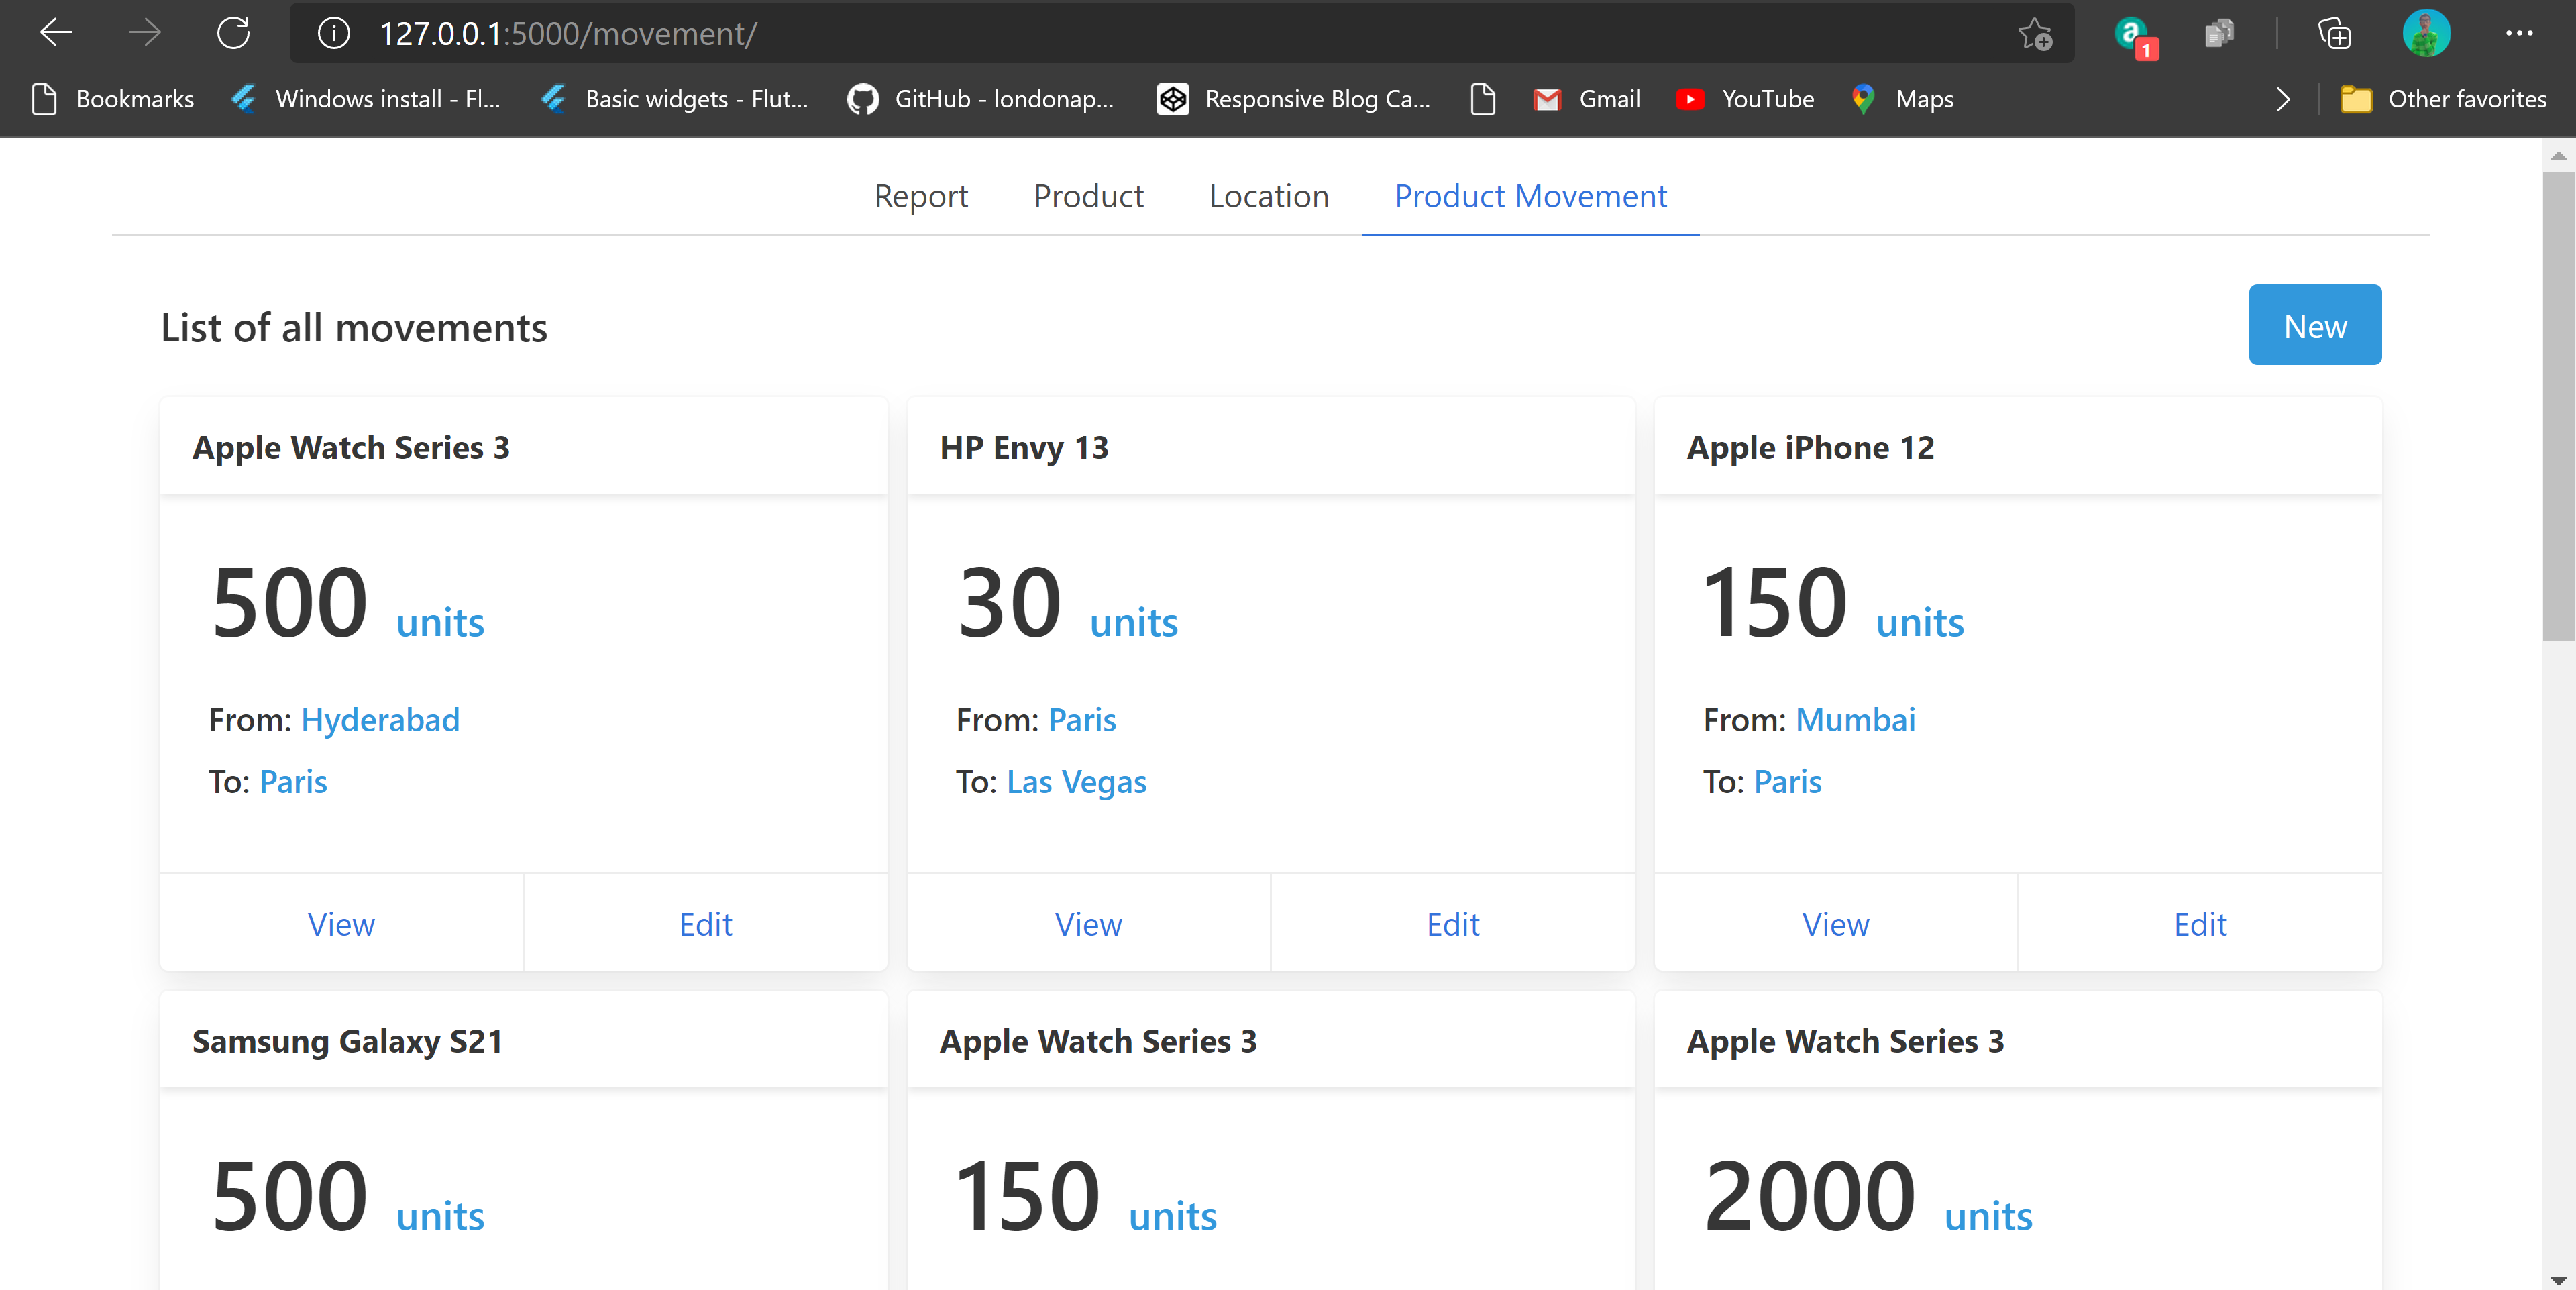 127.0.0.1:5000/movement/
a 1
Bookmarks Windows install - Fl... Basic widgets - Flut... GitHub - londonap... Responsive Blog Ca... Gmail YouTube Maps Other favorites
Report Product Location Product Movement
List of all movements New
Apple Watch Series 3
500 units
From: Hyderabad
To: Paris
View Edit
HP Envy 13
30 units
From: Paris
To: Las Vegas
View Edit
Apple iPhone 12
150 units
From: Mumbai
To: Paris
View Edit
Samsung Galaxy S21
500 units
Apple Watch Series 3
150 units
Apple Watch Series 3
2000 units